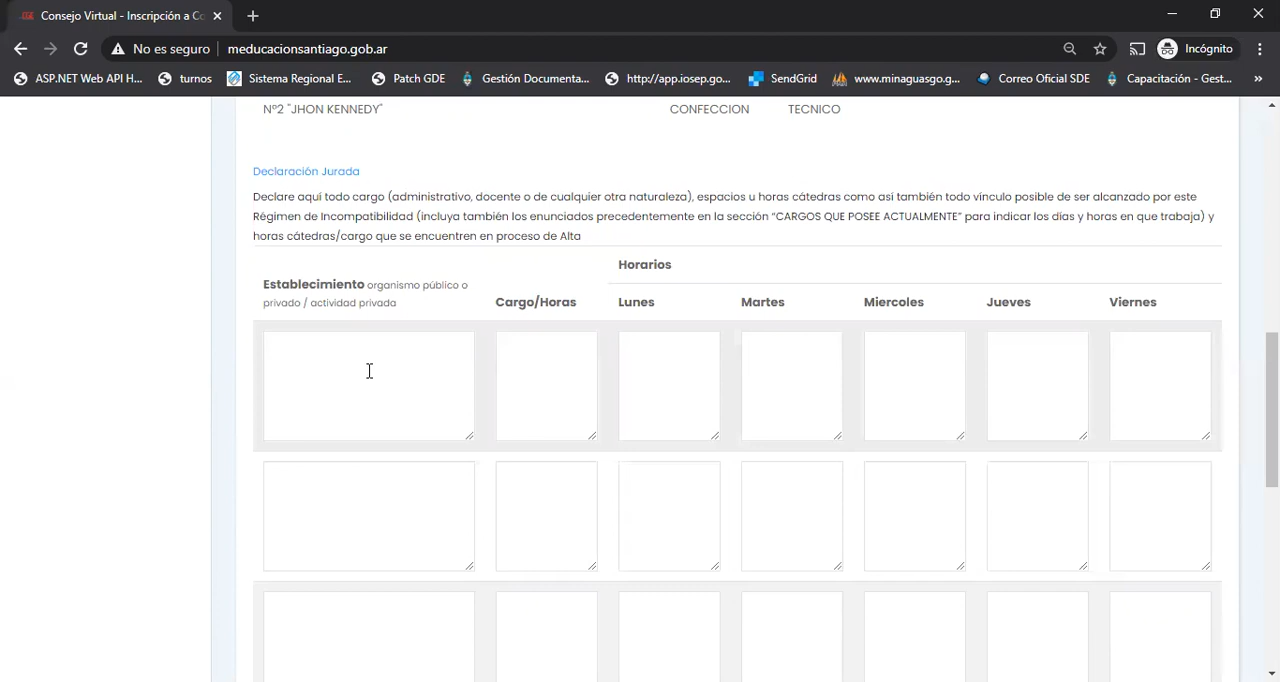 Consejo Virtual - Inscripción a Co
No es seguro
meducacionsantiago.gob.ar
Incógnito
ASP.NET Web API H...
turnos
Sistema Regional E...
Patch GDE
Gestión Documenta...
http://app.iosep.go...
SendGrid
www.minaguasgo.g...
Correo Oficial SDE
Capacitación - Gest...
»
Nº2 "JHON KENNEDY"
CONFECCION
TECNICO
Declaración Jurada
Declare aquí todo cargo (administrativo, docente o de cualquier otra naturaleza), espacios u horas cátedras como así también todo vínculo posible de ser alcanzado por este
Régimen de Incompatibilidad (incluya también los enunciados precedentemente en la sección “CARGOS QUE POSEE ACTUALMENTE” para indicar los días y horas en que trabaja) y
horas cátedras/cargo que se encuentren en proceso de Alta
Horarios
Establecimiento organismo público o
privado / actividad privada
Cargo/Horas
Lunes
Martes
Miercoles
Jueves
Viernes